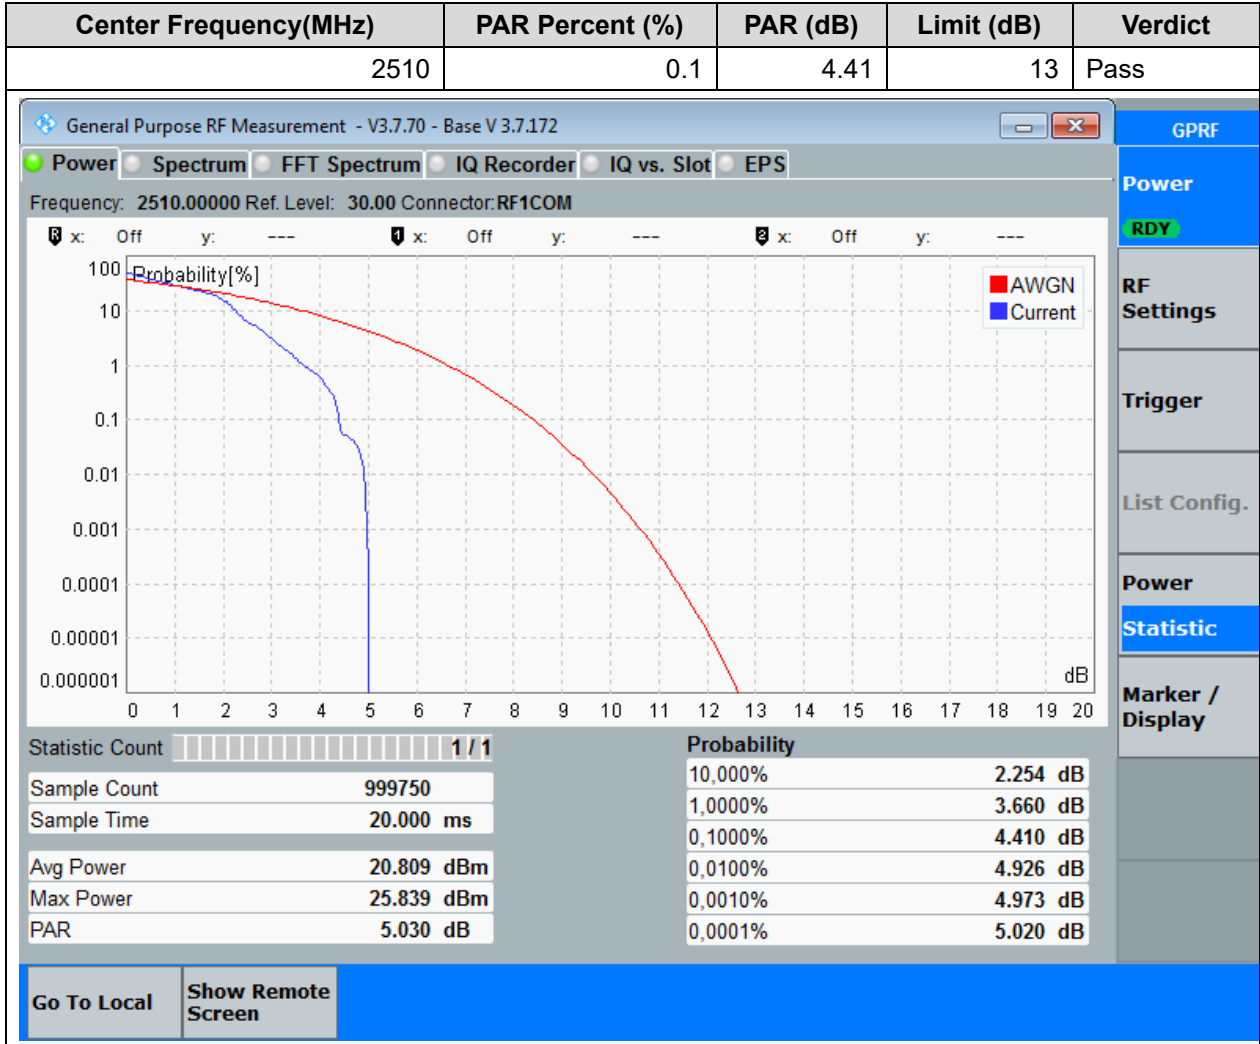 Center Frequency(MHz) PAR Percent (%) PAR (dB) Limit (dB) Verdict
2510 0.1 4.41 13 Pass
General Purpose RF Measurement - V3.7.70 - Base V 3.7.172
GPRF
Power Spectrum FFT Spectrum IQ Recorder IQ vs. Slot EPS
Frequency: 2510.00000 Ref. Level: 30.00 Connector: RF1COM
R x: Off y: --- 1 x: Off y: --- 2 x: Off y: ---
Probability[%]
AWGN
Current
100
10
1
0.1
0.01
0.001
0.0001
0.00001
0.000001
dB
0 1 2 3 4 5 6 7 8 9 10 11 12 13 14 15 16 17 18 19 20
Statistic Count 1 / 1
Sample Count 999750
Sample Time 20.000 ms
Avg Power 20.809 dBm
Max Power 25.839 dBm
PAR 5.030 dB
Probability
10,000% 2.254 dB
1,0000% 3.660 dB
0,1000% 4.410 dB
0,0100% 4.926 dB
0,0010% 4.973 dB
0,0001% 5.020 dB
Power
RDY
RF
Settings
Trigger
List Config.
Power
Statistic
Marker /
Display
Go To Local
Show Remote
Screen